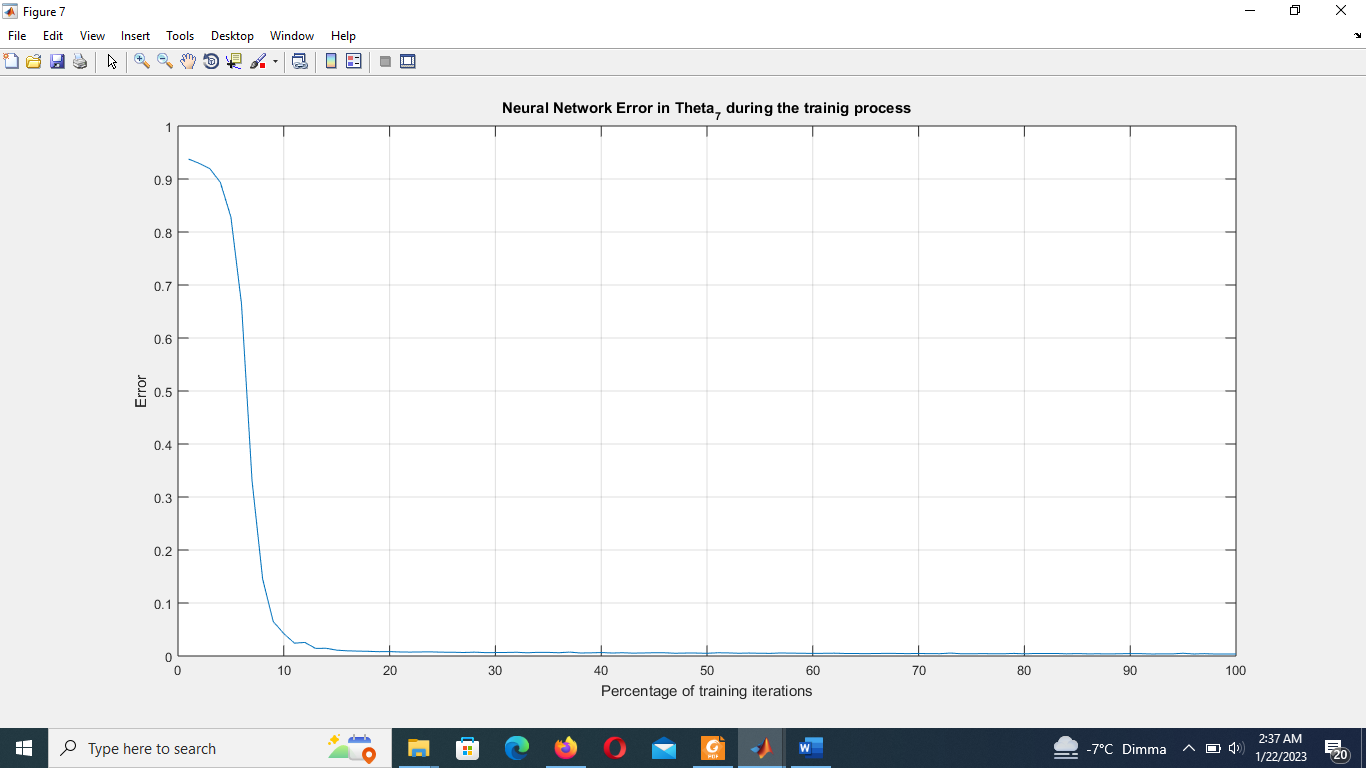 Figure 7
File Edit View Insert Tools Desktop Window Help
Neural Network Error in Theta7 during the trainig process
1
0.9
0.8
0.7
0.6
0.5
0.4
0.3
0.2
0.1
0
Error
0 10 20 30 40 50 60 70 80 90 100
Percentage of training iterations
Type here to search
G
PDF
W
-7°C Dimma
2:37 AM
1/22/2023
20